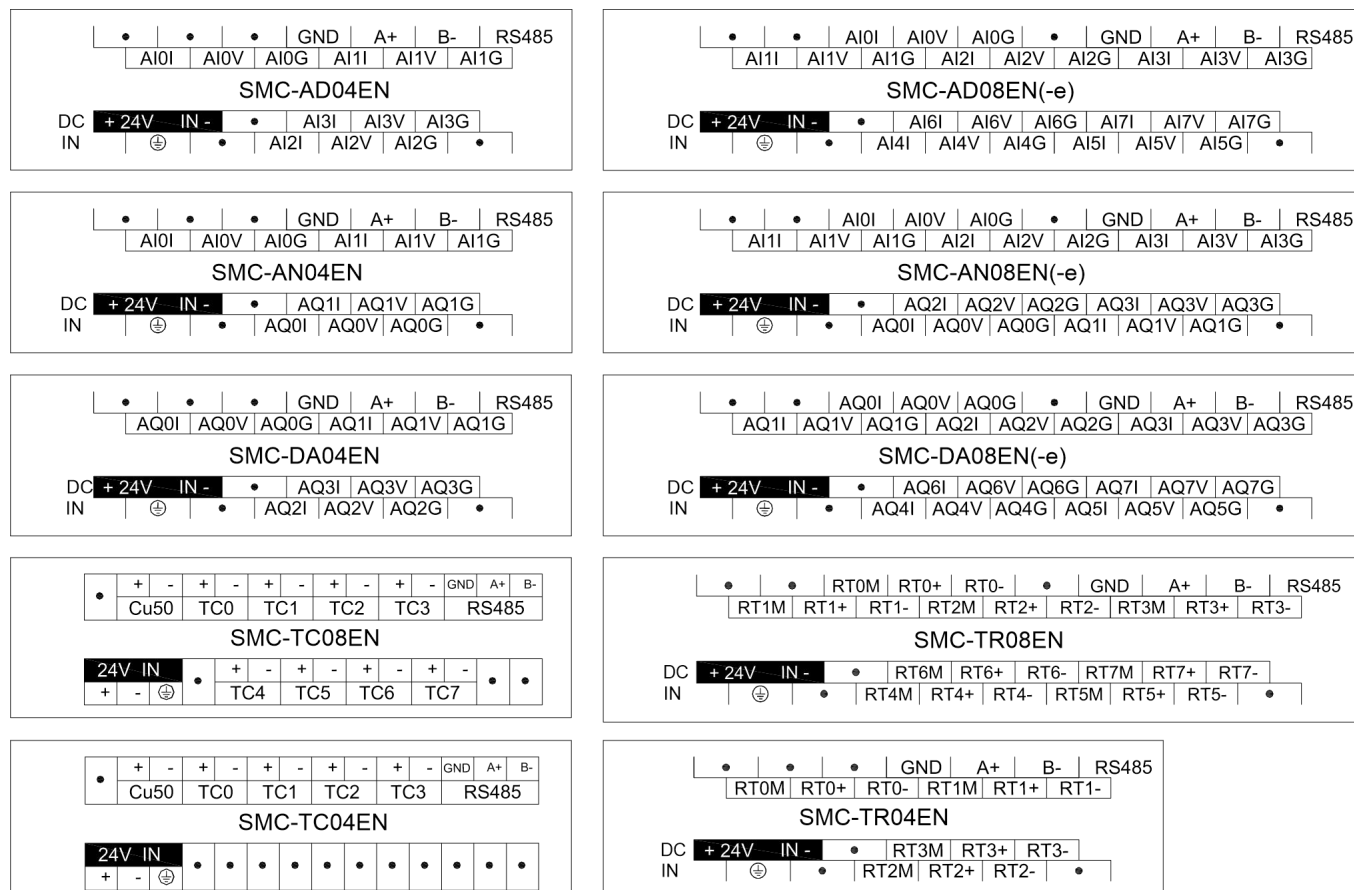 ● ● ● GND A+ B- RS485
AI0I AI0V AI0G AI1I AI1V AI1G
SMC-AD04EN
DC + 24V IN - ● AI3I AI3V AI3G
IN ⏚ ● AI2I AI2V AI2G ●
● ● AI0I AI0V AI0G ● GND A+ B- RS485
AI1I AI1V AI1G AI2I AI2V AI2G AI3I AI3V AI3G
SMC-AD08EN(-e)
DC + 24V IN - ● AI6I AI6V AI6G AI7I AI7V AI7G
IN ⏚ ● AI4I AI4V AI4G AI5I AI5V AI5G ●
● ● ● GND A+ B- RS485
AI0I AI0V AI0G AI1I AI1V AI1G
SMC-AN04EN
DC + 24V IN - ● AQ1I AQ1V AQ1G
IN ⏚ ● AQ0I AQ0V AQ0G ●
● ● AI0I AI0V AI0G ● GND A+ B- RS485
AI1I AI1V AI1G AI2I AI2V AI2G AI3I AI3V AI3G
SMC-AN08EN(-e)
DC + 24V IN - ● AQ2I AQ2V AQ2G AQ3I AQ3V AQ3G
IN ⏚ ● AQ0I AQ0V AQ0G AQ1I AQ1V AQ1G ●
● ● ● GND A+ B- RS485
AQ0I AQ0V AQ0G AQ1I AQ1V AQ1G
SMC-DA04EN
DC + 24V IN - ● AQ3I AQ3V AQ3G
IN ⏚ ● AQ2I AQ2V AQ2G ●
● ● AQ0I AQ0V AQ0G ● GND A+ B- RS485
AQ1I AQ1V AQ1G AQ2I AQ2V AQ2G AQ3I AQ3V AQ3G
SMC-DA08EN(-e)
DC + 24V IN - ● AQ6I AQ6V AQ6G AQ7I AQ7V AQ7G
IN ⏚ ● AQ4I AQ4V AQ4G AQ5I AQ5V AQ5G ●
● + - + - + - + - + - GND A+ B-
Cu50 TC0 TC1 TC2 TC3 RS485
SMC-TC08EN
24V IN ● + - + - + - + - ● ●
+ - ⏚ TC4 TC5 TC6 TC7
● ● RT0M RT0+ RT0- ● GND A+ B- RS485
RT1M RT1+ RT1- RT2M RT2+ RT2- RT3M RT3+ RT3-
SMC-TR08EN
DC + 24V IN - ● RT6M RT6+ RT6- RT7M RT7+ RT7-
IN ⏚ ● RT4M RT4+ RT4- RT5M RT5+ RT5- ●
● + - + - + - + - + - GND A+ B-
Cu50 TC0 TC1 TC2 TC3 RS485
SMC-TC04EN
24V IN ● ● ● ● ● ● ● ● ● ● ●
+ - ⏚
● ● ● GND A+ B- RS485
RT0M RT0+ RT0- RT1M RT1+ RT1-
SMC-TR04EN
DC + 24V IN - ● RT3M RT3+ RT3-
IN ⏚ ● RT2M RT2+ RT2- ●